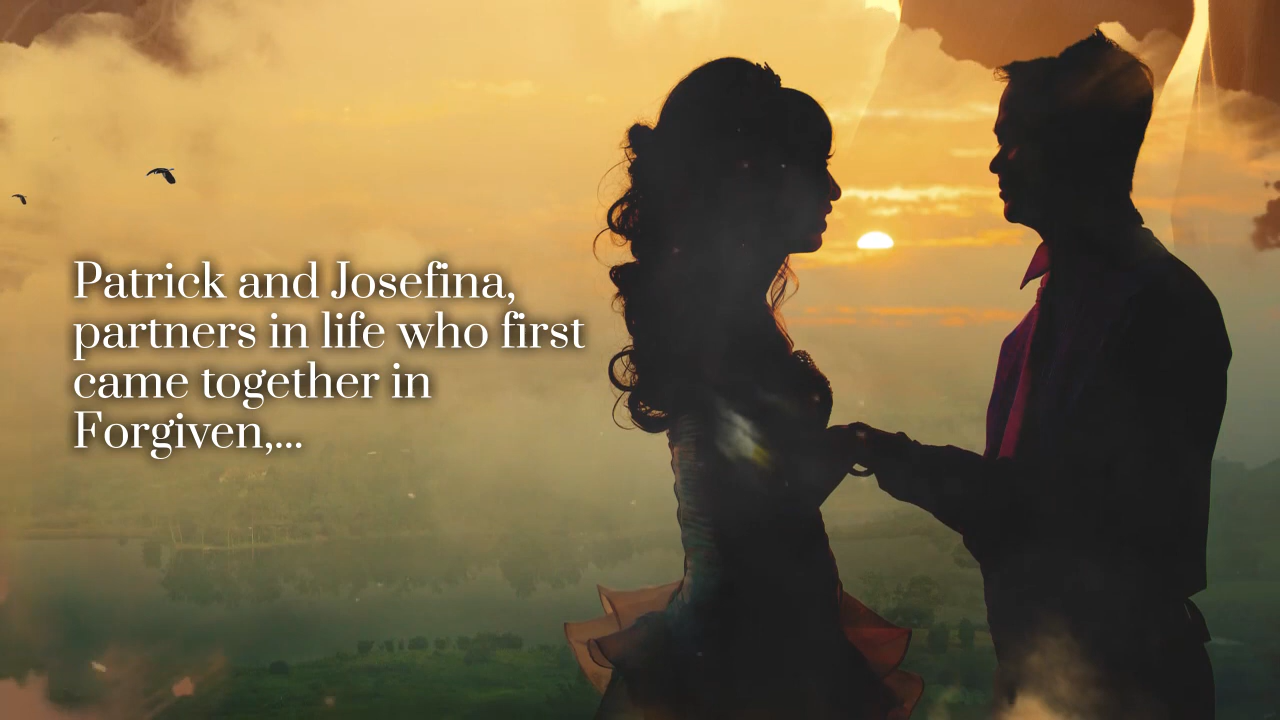 Patrick and Josefina,
partners in life who first
came together in
Forgiven,...